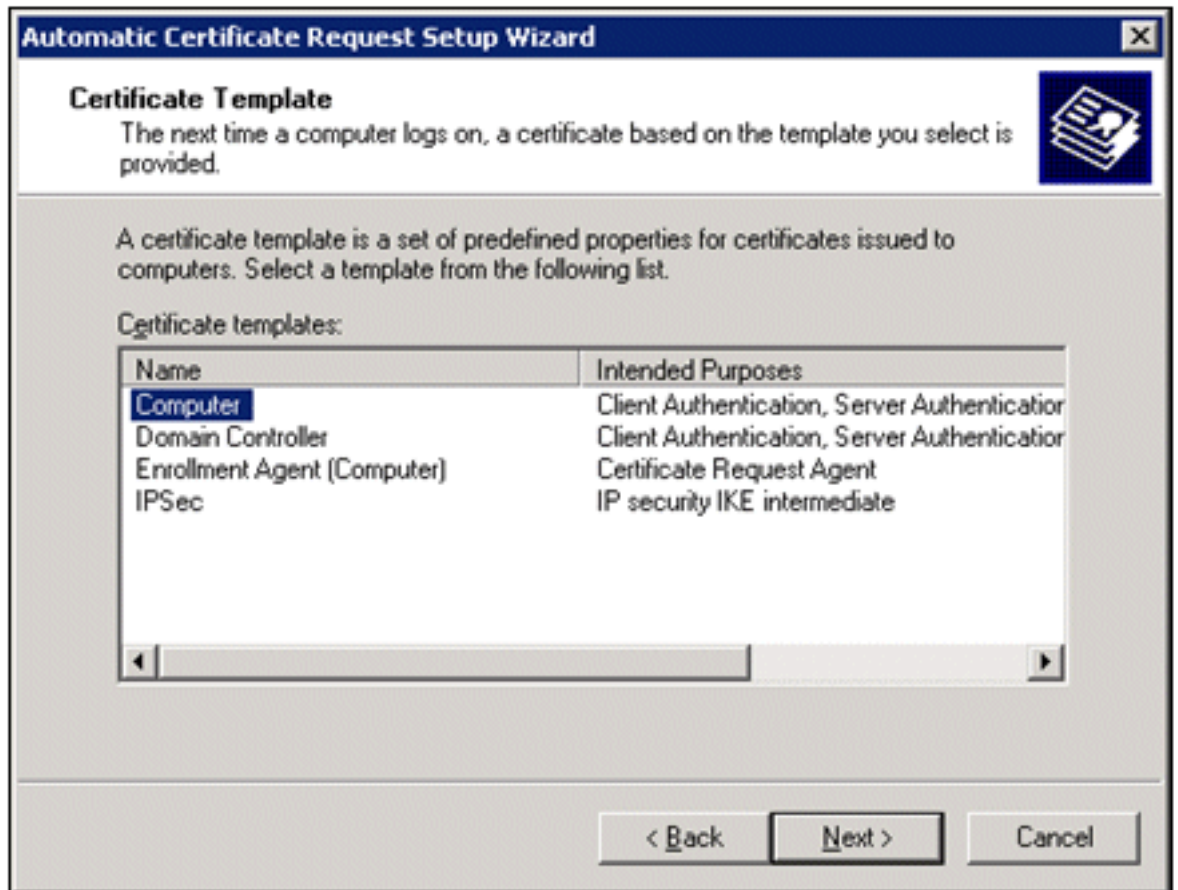 Automatic Certificate Request Setup Wizard
Certificate Template
The next time a computer logs on, a certificate based on the template you select is
provided.
A certificate template is a set of predefined properties for certificates issued to
computers. Select a template from the following list.
Certificate templates:
Name Intended Purposes
Computer Client Authentication, Server Authentication
Domain Controller Client Authentication, Server Authentication
Enrollment Agent (Computer) Certificate Request Agent
IPSec IP security IKE intermediate
< Back Next > Cancel